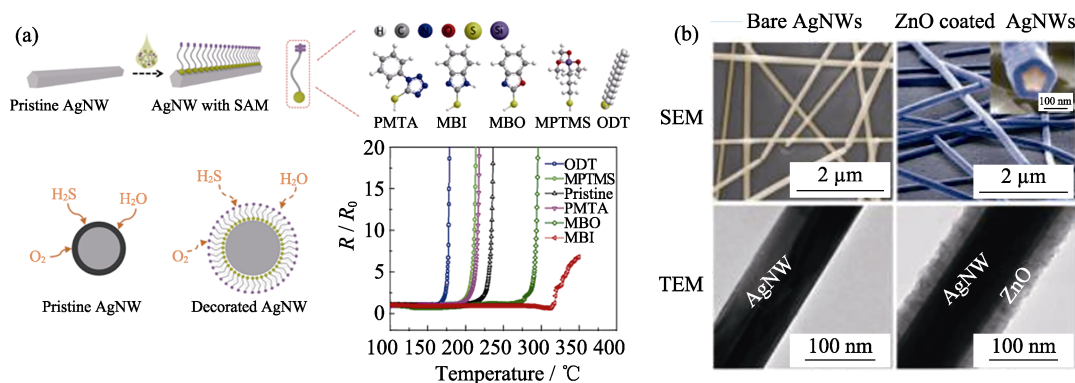 (a)
H C N O S Si
Pristine AgNW
AgNW with SAM
PMTA MBI MBO MPTMS ODT
H₂S
H₂O
O₂
Pristine AgNW
H₂S
H₂O
O₂
Decorated AgNW
R / R₀
20
15
10
5
0
ODT
MPTMS
Pristine
PMTA
MBO
MBI
100 150 200 250 300 350 400
Temperature / ℃
(b)
Bare AgNWs
ZnO coated AgNWs
SEM
2 μm
100 nm
2 μm
TEM
AgNW
100 nm
AgNW
ZnO
100 nm